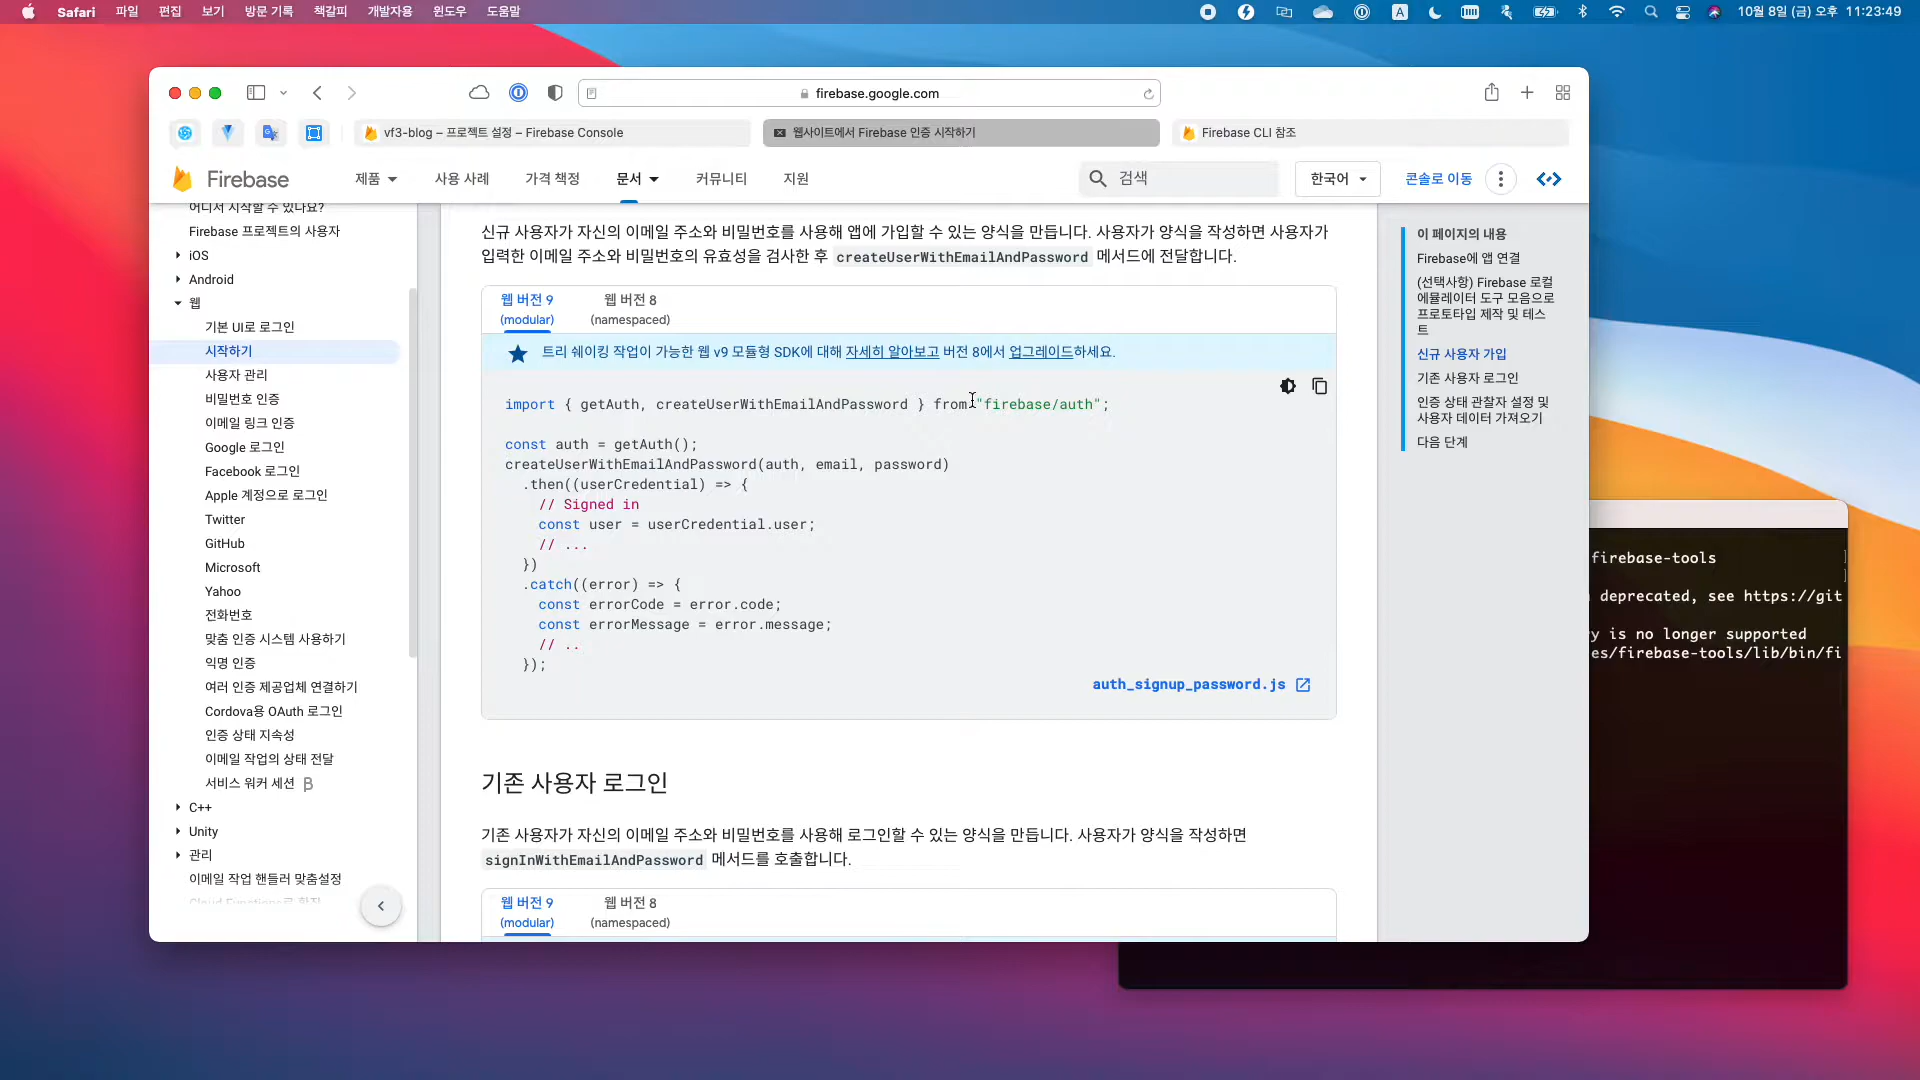 Safari 파일 편집 보기 방문 기록 책갈피 개발자용 윈도우 도움말
A 10월 8일 (금) 오후 11:23:49
firebase.google.com
vf3-blog – 프로젝트 설정 – Firebase Console
웹사이트에서 Firebase 인증 시작하기
Firebase CLI 참조
Firebase
제품
사용 사례
가격 책정
문서
커뮤니티
지원
검색
한국어
콘솔로 이동
어디서 시작할 수 있나요?
Firebase 프로젝트의 사용자
iOS
Android
웹
기본 UI로 로그인
시작하기
사용자 관리
비밀번호 인증
이메일 링크 인증
Google 로그인
Facebook 로그인
Apple 계정으로 로그인
Twitter
GitHub
Microsoft
Yahoo
전화번호
맞춤 인증 시스템 사용하기
익명 인증
여러 인증 제공업체 연결하기
Cordova용 OAuth 로그인
인증 상태 지속성
이메일 작업의 상태 전달
서비스 워커 세션 β
C++
Unity
관리
이메일 작업 핸들러 맞춤설정
Cloud Functions로 확장
신규 사용자가 자신의 이메일 주소와 비밀번호를 사용해 앱에 가입할 수 있는 양식을 만듭니다. 사용자가 양식을 작성하면 사용자가
입력한 이메일 주소와 비밀번호의 유효성을 검사한 후 createUserWithEmailAndPassword 메서드에 전달합니다.
웹 버전 9 웹 버전 8
(modular) (namespaced)
트리 쉐이킹 작업이 가능한 웹 v9 모듈형 SDK에 대해 자세히 알아보고 버전 8에서 업그레이드하세요.
import { getAuth, createUserWithEmailAndPassword } from "firebase/auth";
const auth = getAuth();
createUserWithEmailAndPassword(auth, email, password)
.then((userCredential) => {
// Signed in
const user = userCredential.user;
// ...
})
.catch((error) => {
const errorCode = error.code;
const errorMessage = error.message;
// ..
});
auth_signup_password.js
기존 사용자 로그인
기존 사용자가 자신의 이메일 주소와 비밀번호를 사용해 로그인할 수 있는 양식을 만듭니다. 사용자가 양식을 작성하면
signInWithEmailAndPassword 메서드를 호출합니다.
웹 버전 9 웹 버전 8
(modular) (namespaced)
이 페이지의 내용
Firebase에 앱 연결
(선택사항) Firebase 로컬
에뮬레이터 도구 모음으로
프로토타입 제작 및 테스
트
신규 사용자 가입
기존 사용자 로그인
인증 상태 관찰자 설정 및
사용자 데이터 가져오기
다음 단계
firebase-tools
deprecated, see https://git
y is no longer supported
es/firebase-tools/lib/bin/fi